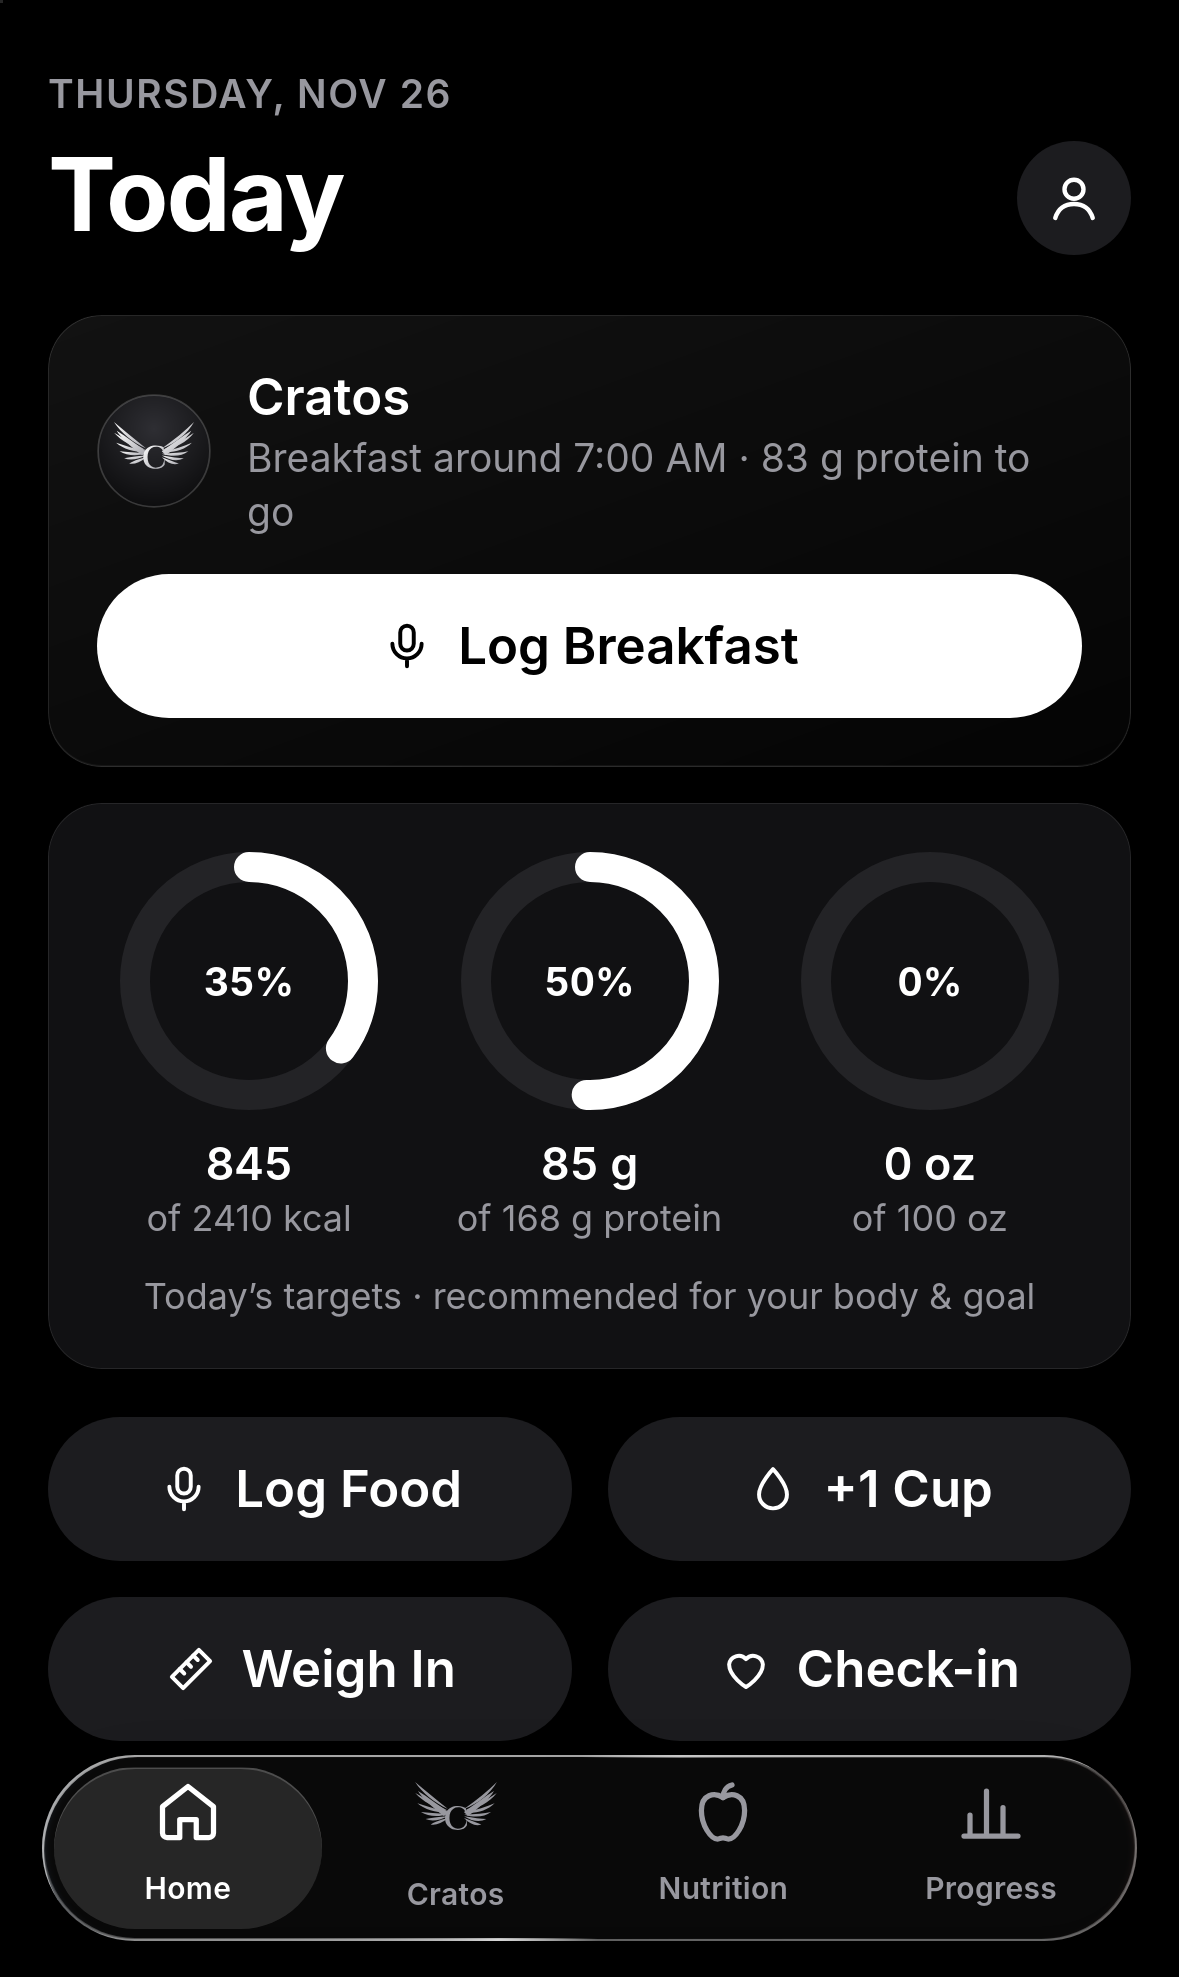 THURSDAY, NOV 26
Today
Cratos
Breakfast around 7:00 AM · 83 g protein to
go
C
Log Breakfast
35%
50%
0%
845
85 g
0 oz
of 2410 kcal
of 168 g protein
of 100 oz
Today’s targets · recommended for your body & goal
Log Food
+1 Cup
Weigh In
Check-in
C
Home
Cratos
Nutrition
Progress